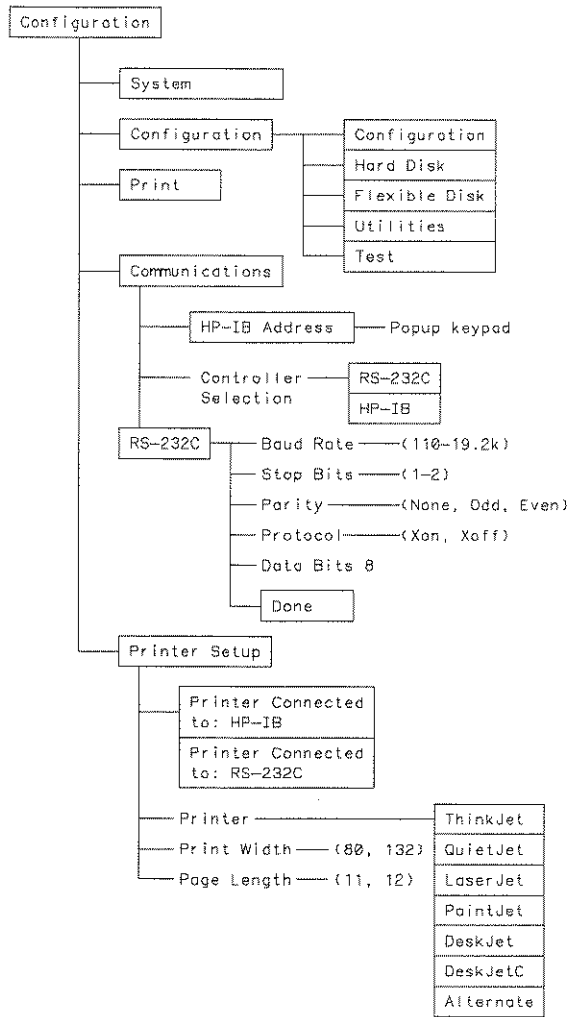 Configuration
System
Configuration
Configuration
Hard Disk
Flexible Disk
Utilities
Test
Print
Communications
HP-IB Address
Popup keypad
Controller
Selection
RS-232C
HP-IB
RS-232C
Baud Rate (110-19.2k)
Stop Bits (1-2)
Parity (None, Odd, Even)
Protocol (Xon, Xoff)
Data Bits 8
Done
Printer Setup
Printer Connected
to: HP-IB
Printer Connected
to: RS-232C
Printer
Print Width (80, 132)
Page Length (11, 12)
ThinkJet
QuietJet
LaserJet
PaintJet
DeskJet
DeskJetC
Alternate